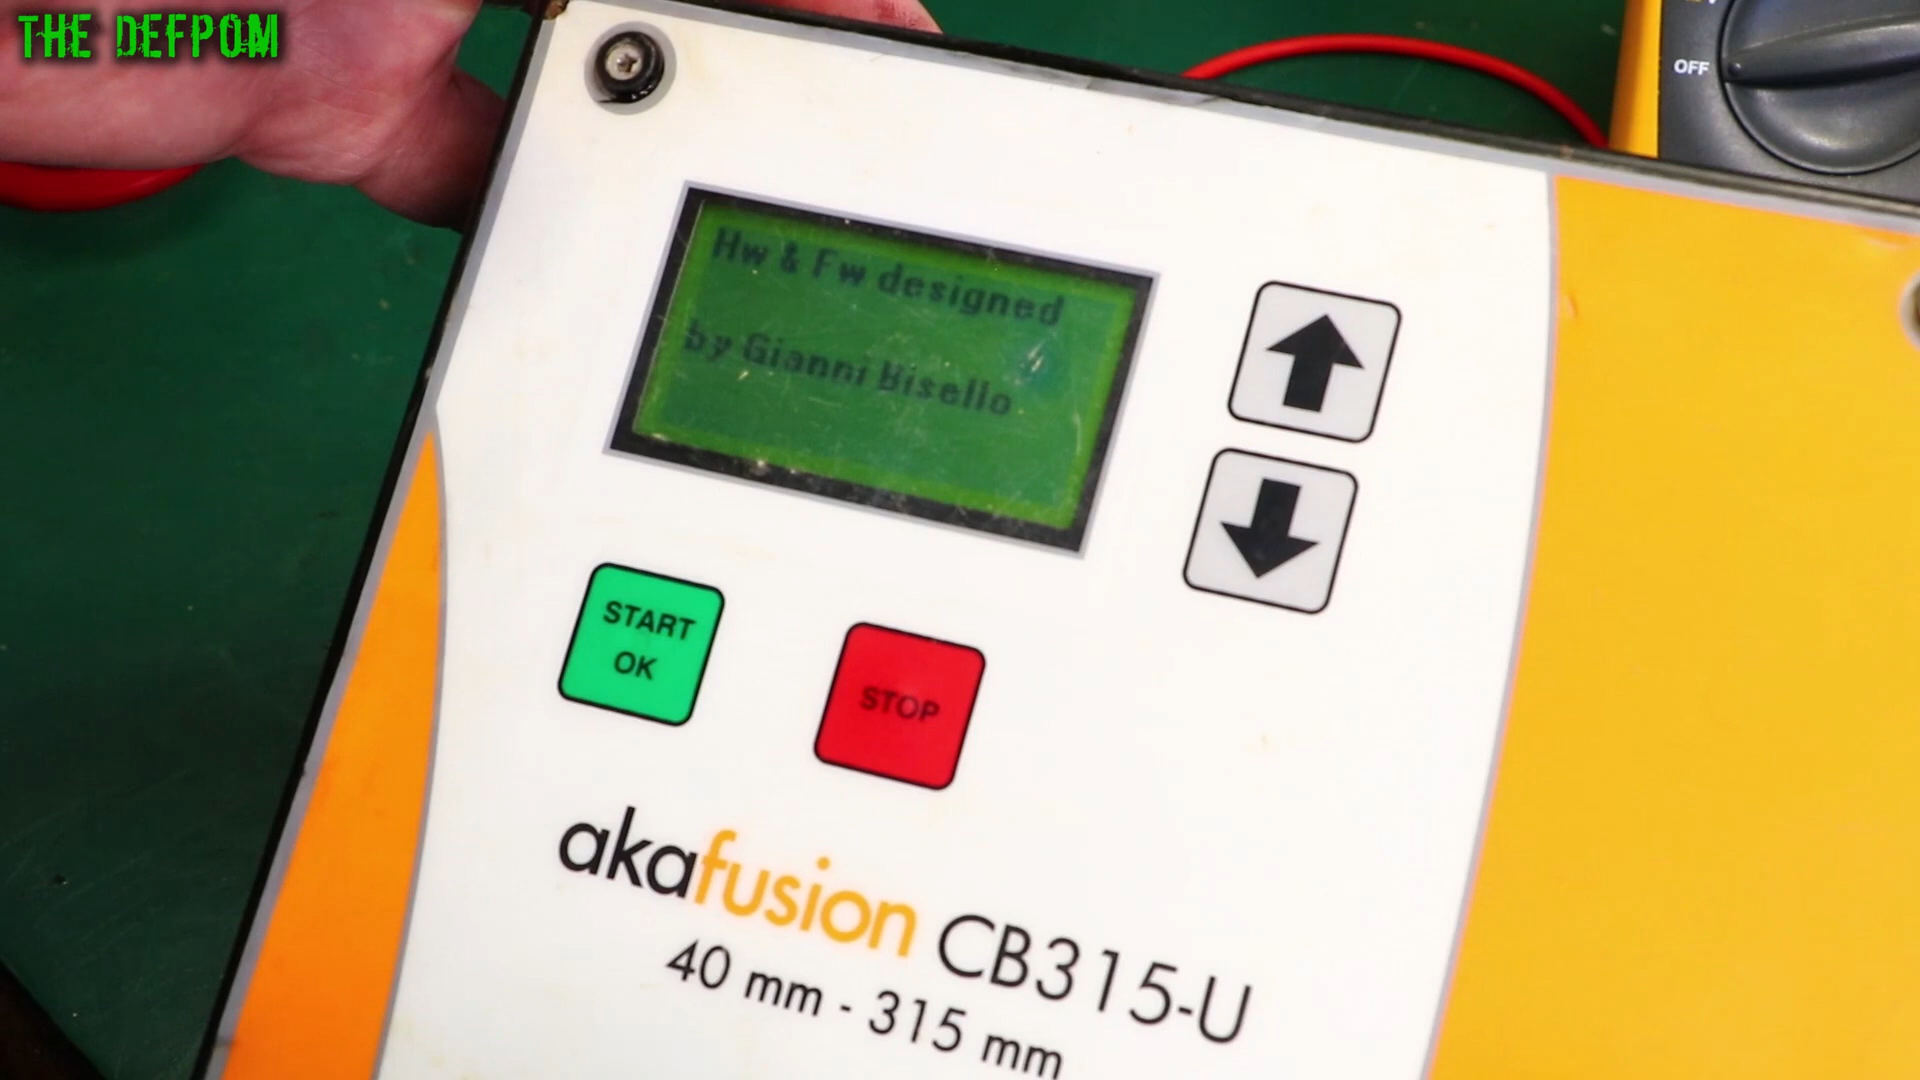 THE DEFPOM
OFF
Hw & Fw designed
by Gianni Bisello
START
OK
STOP
akafusion CB315-U
40 mm - 315 mm